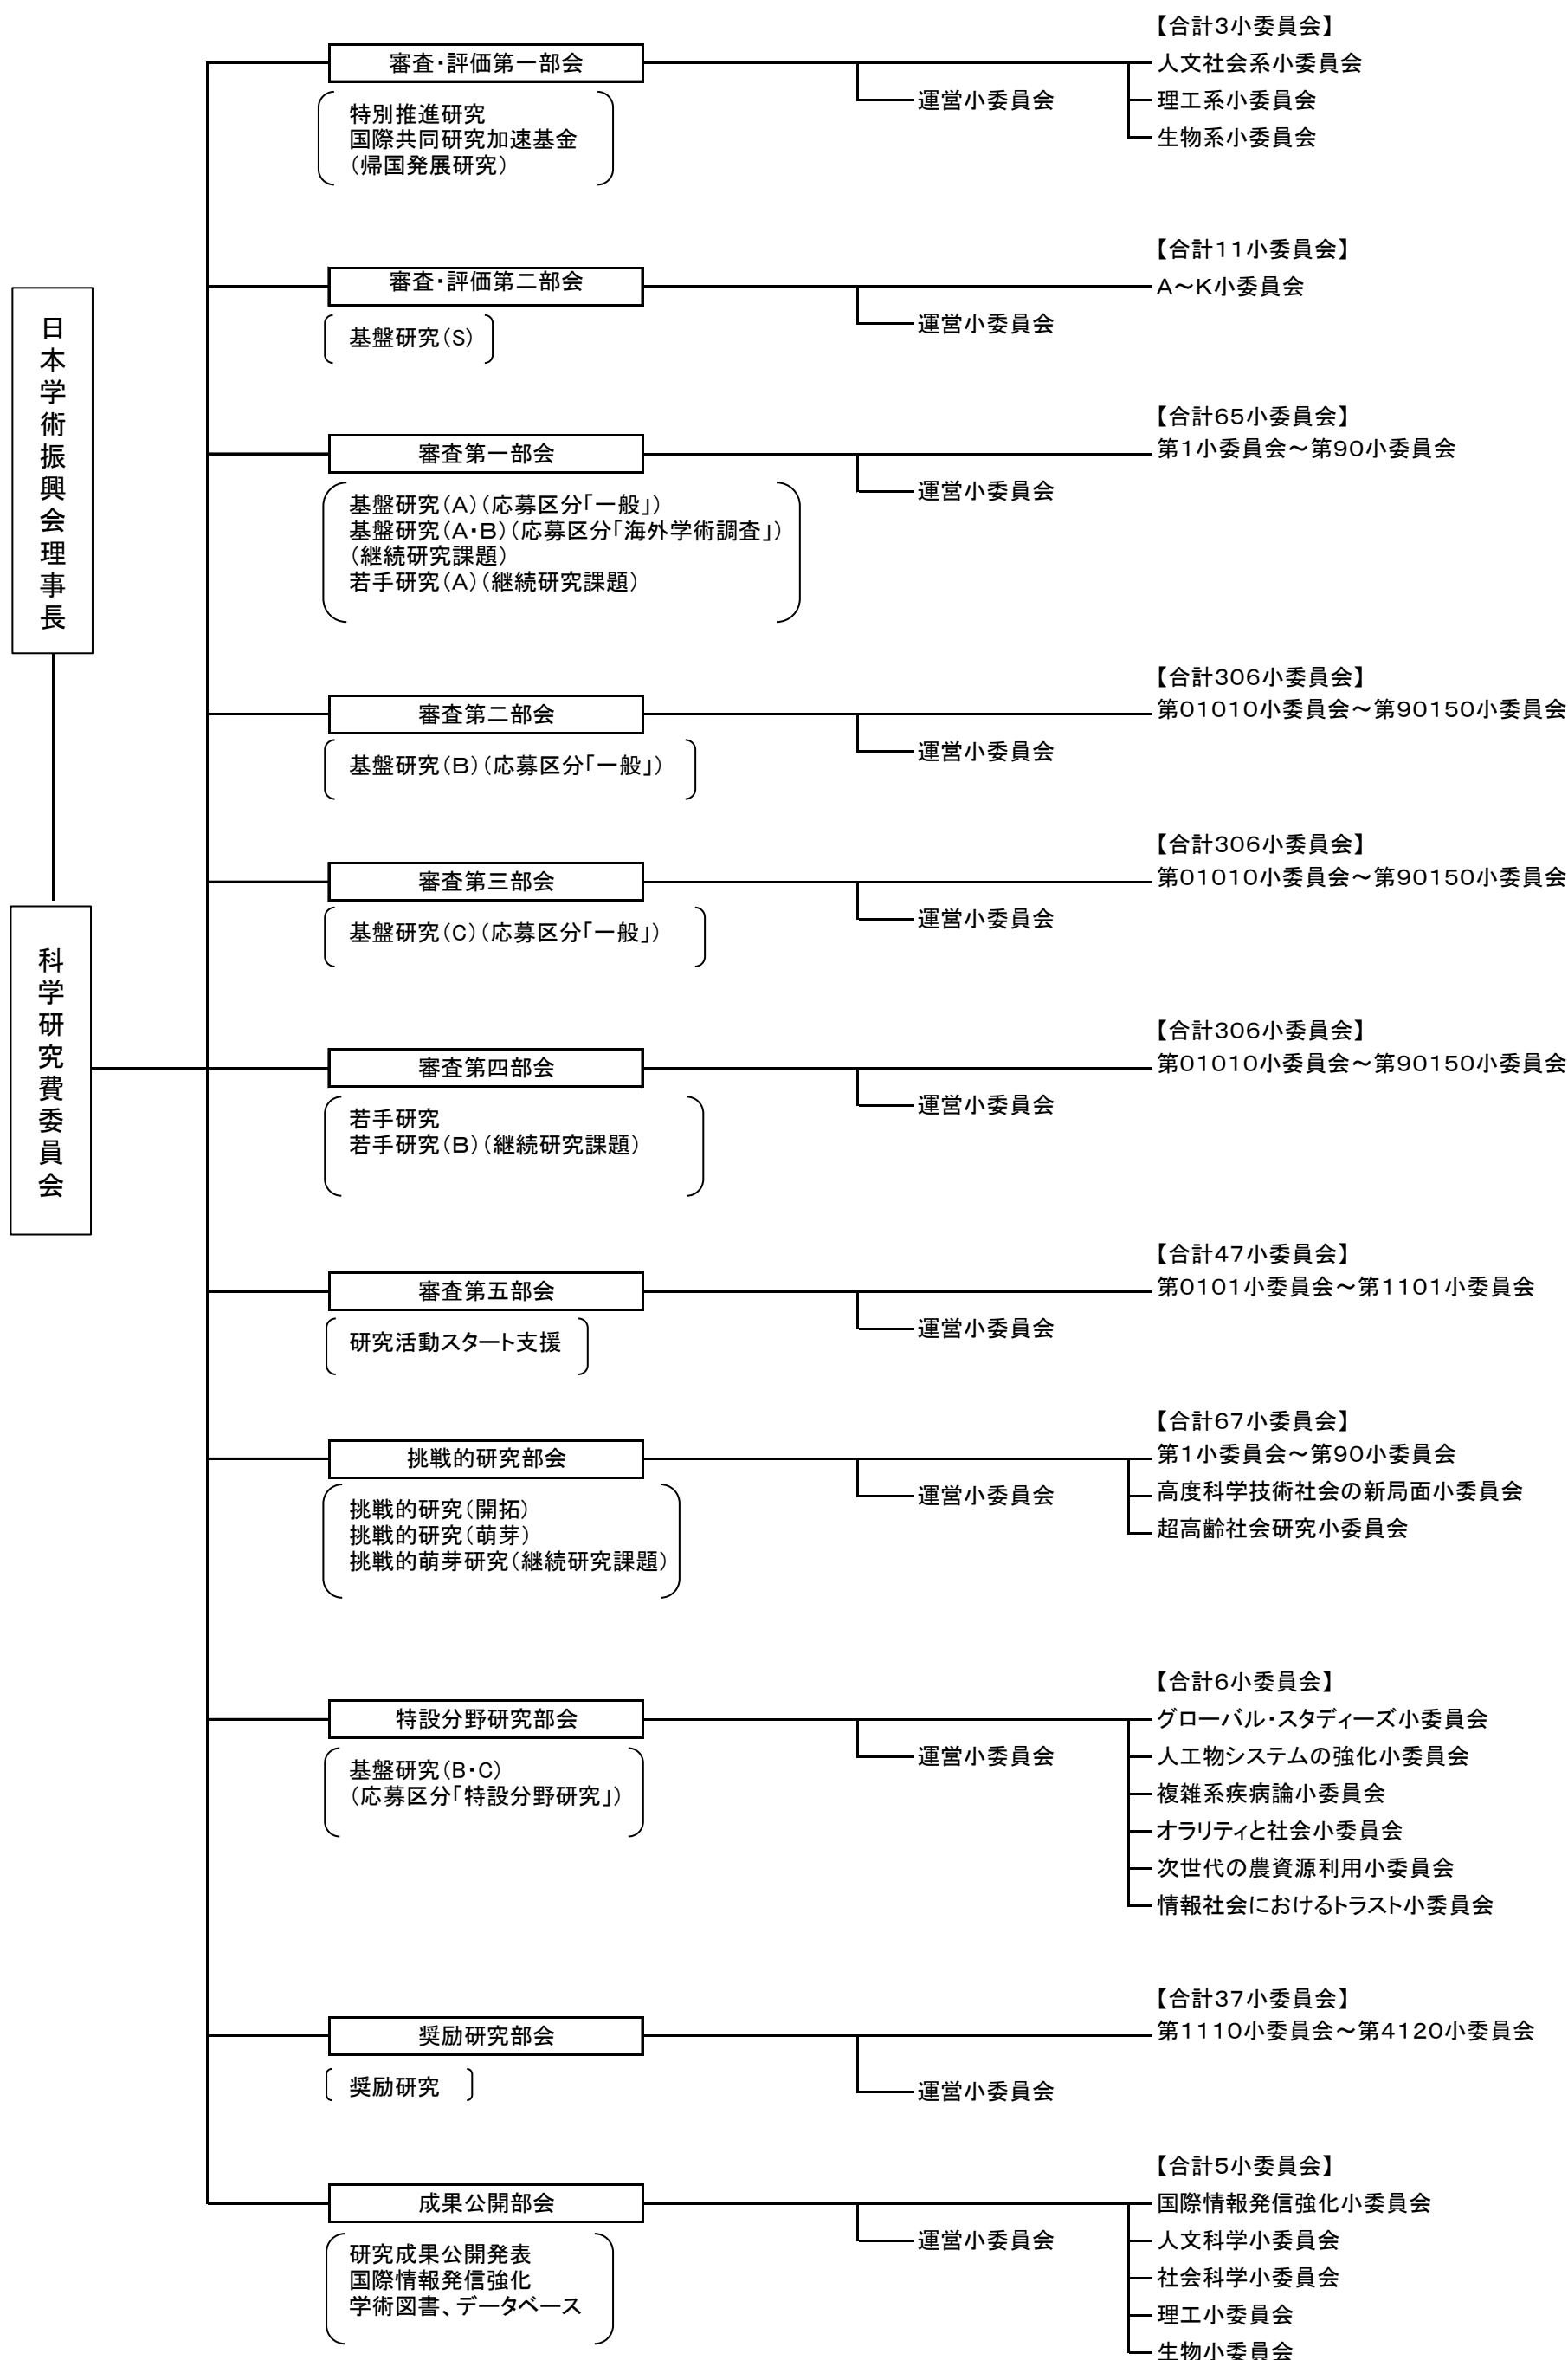 日本学術振興会理事長
科学研究費委員会
審査・評価第一部会
特別推進研究
国際共同研究加速基金
(帰国発展研究)
運営小委員会
【合計3小委員会】
人文社会系小委員会
理工系小委員会
生物系小委員会
審査・評価第二部会
基盤研究(S)
運営小委員会
【合計11小委員会】
A～K小委員会
審査第一部会
基盤研究(A)(応募区分「一般」)
基盤研究(A・B)(応募区分「海外学術調査」)
(継続研究課題)
若手研究(A)(継続研究課題)
運営小委員会
【合計65小委員会】
第1小委員会～第90小委員会
審査第二部会
基盤研究(B)(応募区分「一般」)
運営小委員会
【合計306小委員会】
第01010小委員会～第90150小委員会
審査第三部会
基盤研究(C)(応募区分「一般」)
運営小委員会
【合計306小委員会】
第01010小委員会～第90150小委員会
審査第四部会
若手研究
若手研究(B)(継続研究課題)
運営小委員会
【合計306小委員会】
第01010小委員会～第90150小委員会
審査第五部会
研究活動スタート支援
運営小委員会
【合計47小委員会】
第0101小委員会～第1101小委員会
挑戦的研究部会
挑戦的研究(開拓)
挑戦的研究(萌芽)
挑戦的萌芽研究(継続研究課題)
運営小委員会
【合計67小委員会】
第1小委員会～第90小委員会
高度科学技術社会の新局面小委員会
超高齢社会研究小委員会
特設分野研究部会
基盤研究(B・C)
(応募区分「特設分野研究」)
運営小委員会
【合計6小委員会】
グローバル・スタディーズ小委員会
人工物システムの強化小委員会
複雑系疾病論小委員会
オラリティと社会小委員会
次世代の農資源利用小委員会
情報社会におけるトラスト小委員会
奨励研究部会
奨励研究
運営小委員会
【合計37小委員会】
第1110小委員会～第4120小委員会
成果公開部会
研究成果公開発表
国際情報発信強化
学術図書、データベース
運営小委員会
【合計5小委員会】
国際情報発信強化小委員会
人文科学小委員会
社会科学小委員会
理工小委員会
生物小委員会